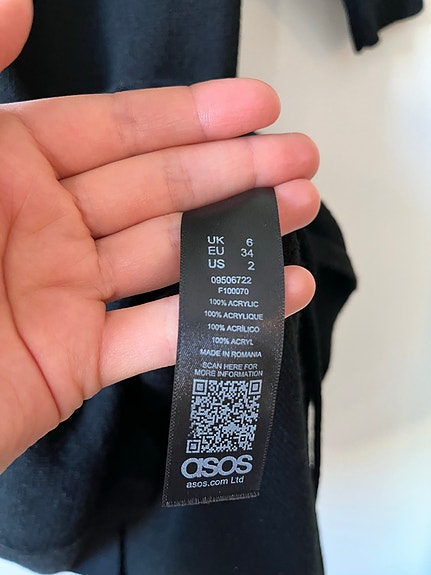 UK 6
EU 34
US 2
09506722
F100070
100% ACRYLIC
100% ACRYLIQUE
100% ACRÍLICO
100% ACRYL
MADE IN ROMANIA
SCAN HERE FOR
MORE INFORMATION
asos
asos.com Ltd